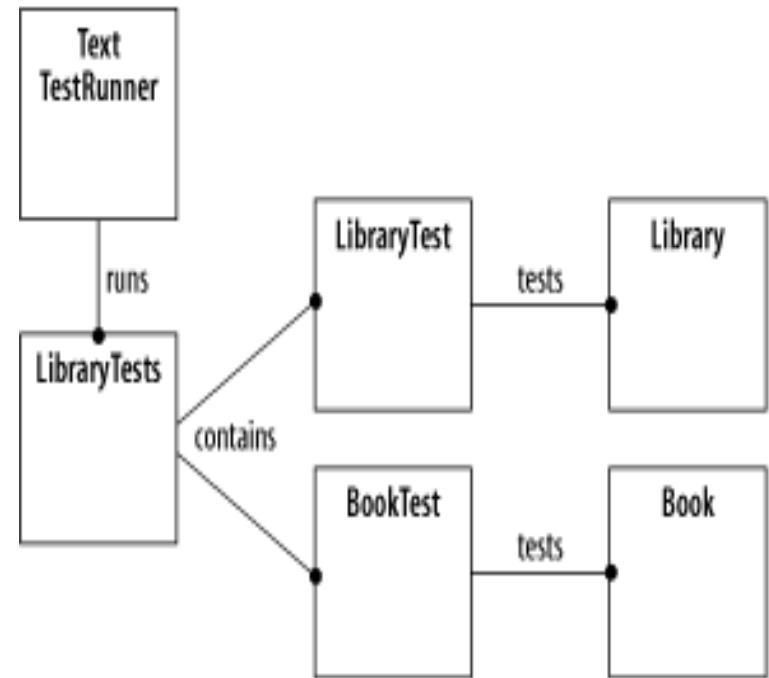 Text
TestRunner
runs
LibraryTests
contains
LibraryTest
tests
Library
BookTest
tests
Book